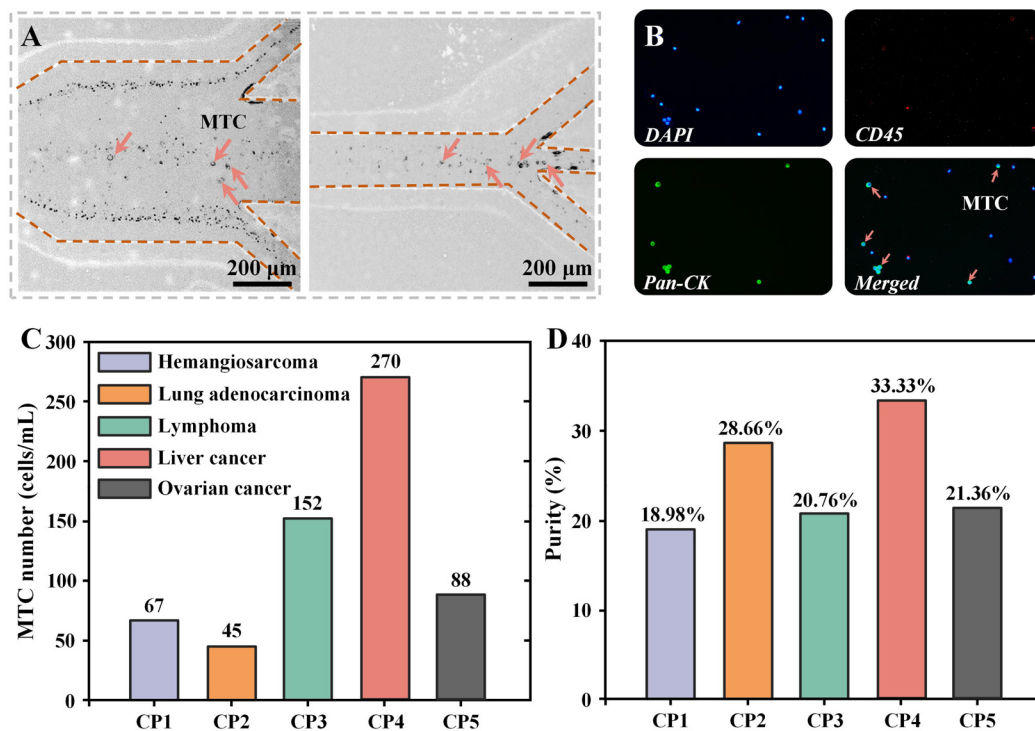 A
MTC
200 μm
200 μm
B
DAPI
CD45
Pan-CK
MTC
Merged
C
MTC number (cells/mL)
300
250
200
150
100
50
0
Hemangiosarcoma
Lung adenocarcinoma
Lymphoma
Liver cancer
Ovarian cancer
67
45
152
270
88
CP1 CP2 CP3 CP4 CP5
D
Purity (%)
40
30
20
10
0
18.98%
28.66%
20.76%
33.33%
21.36%
CP1 CP2 CP3 CP4 CP5